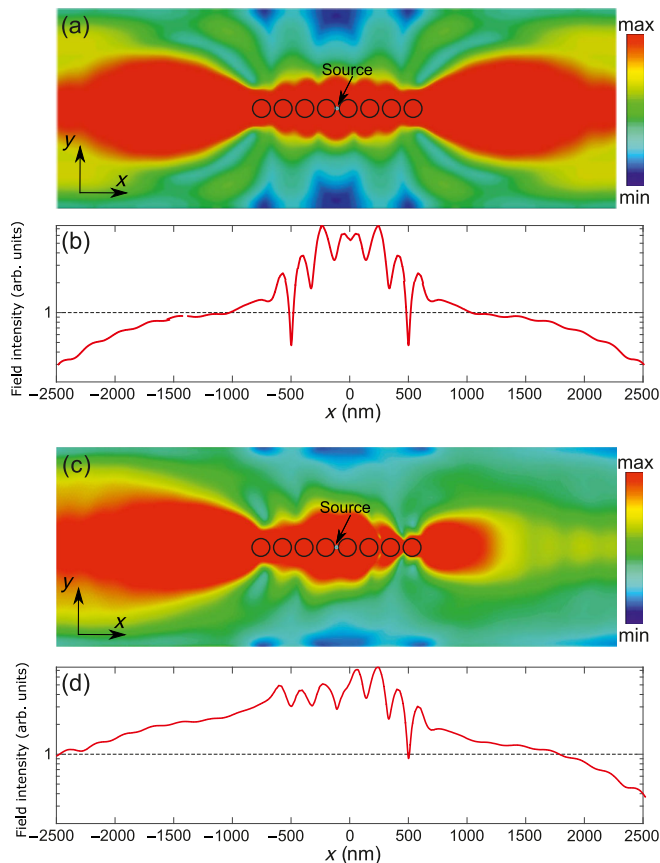 (a)
max
Source
y
x
min
(b)
Field intensity (arb. units)
1
−2500 −2000 −1500 −1000 −500 0 500 1000 1500 2000 2500
x (nm)
(c)
max
Source
y
x
min
(d)
Field intensity (arb. units)
1
−2500 −2000 −1500 −1000 −500 0 500 1000 1500 2000 2500
x (nm)